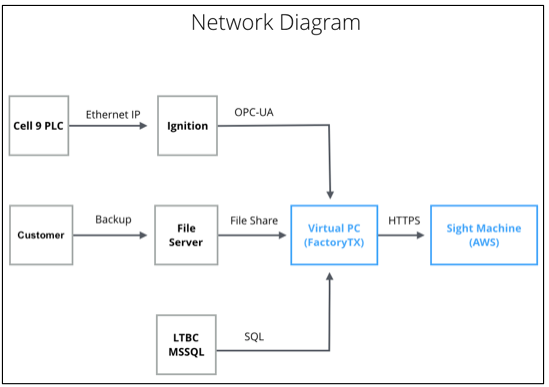 Network Diagram
Ethernet IP
OPC-UA
Cell 9 PLC
Ignition
Backup
File Share
HTTPS
Customer
File
Server
Virtual PC
(FactoryTX)
Sight Machine
(AWS)
LTBC
MSSQL
SQL